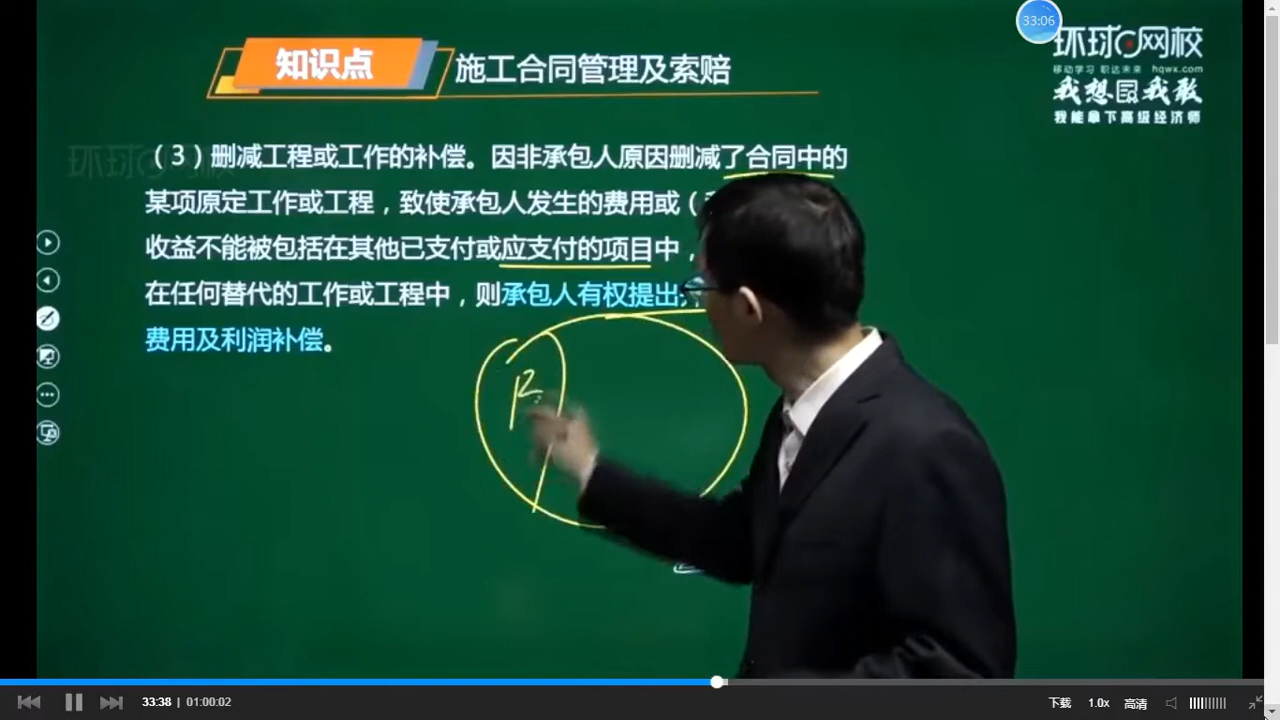 33:06
环球网校
移动学习 职达未来 hqwx.com
我想我敢
我能拿下高级经济师
知识点
施工合同管理及索赔
（3）删减工程或工作的补偿。因非承包人原因删减了合同中的
某项原定工作或工程，致使承包人发生的费用或（
收益不能被包括在其他已支付或应支付的项目中，
在任何替代的工作或工程中，则承包人有权提出
费用及利润补偿。
33:38 | 01:00:02
下载 1.0x 高清